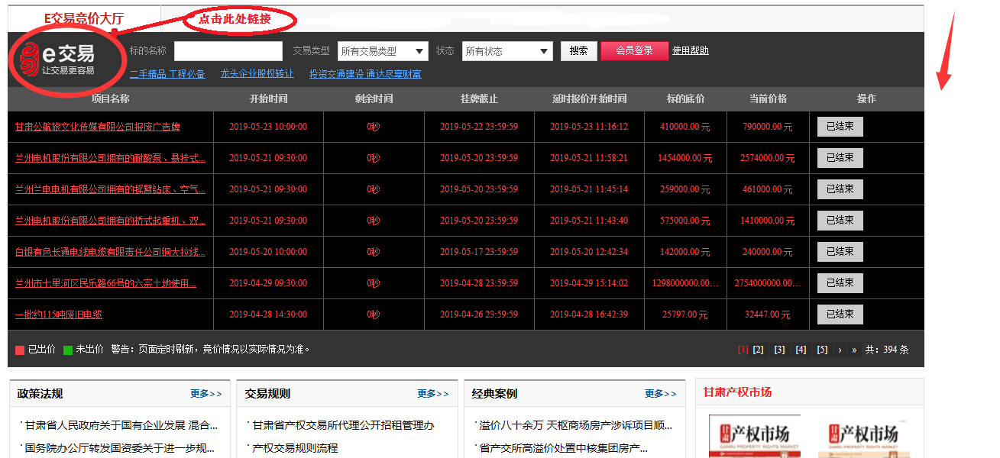 E交易竞价大厅
点击此处链接
e交易
让交易更容易
标的名称 交易类型 所有交易类型 状态 所有状态 搜索 会员登录 使用帮助
二手精品 工程必备 龙头企业股权转让 投资交通建设 通达尽享财富
项目名称 开始时间 剩余时间 挂牌截止 延时报价开始时间 标的底价 当前价格 操作
甘肃公航旅文化传媒有限公司报废广告牌 2019-05-23 10:00:00 0秒 2019-05-22 23:59:59 2019-05-23 11:16:12 410000.00 元 790000.00 元 已结束
兰州电机股份有限公司拥有的耐酸泵、悬挂式... 2019-05-21 09:30:00 0秒 2019-05-20 23:59:59 2019-05-21 11:58:21 1454000.00 元 2574000.00 元 已结束
兰州兰电电机有限公司拥有的摇臂钻床、空气... 2019-05-21 09:30:00 0秒 2019-05-20 23:59:59 2019-05-21 11:45:14 259000.00 元 461000.00 元 已结束
兰州电机股份有限公司拥有的桥式起重机、双... 2019-05-21 09:30:00 0秒 2019-05-20 23:59:59 2019-05-21 11:43:40 575000.00 元 1410000.00 元 已结束
白银有色长通电线电缆有限责任公司铜大拉线... 2019-05-20 10:00:00 0秒 2019-05-17 23:59:59 2019-05-20 12:42:34 142000.00 元 240000.00 元 已结束
兰州市七里河区民乐路66号的六宗土地使用... 2019-04-29 09:30:00 0秒 2019-04-28 23:59:59 2019-04-29 15:14:02 1298000000.00... 2754000000.00... 已结束
一批约115吨废旧电缆 2019-04-28 14:30:00 0秒 2019-04-26 23:59:59 2019-04-28 16:42:39 25797.00 元 32447.00 元 已结束
已出价 未出价 警告：页面定时刷新，竞价情况以实际情况为准。 [1] [2] [3] [4] [5] › » 共：394 条
政策法规 更多>> 交易规则 更多>> 经典案例 更多>> 甘肃产权市场
·甘肃省人民政府关于国有企业发展 混合... ·甘肃省产权交易所代理公开招租管理办 ·溢价八十余万 天枢商场房产涉诉项目顺...
·国务院办公厅转发国资委关于进一步规... ·产权交易规则流程 ·省产交所高溢价处置中核集团房产...
甘肃产权市场 甘肃产权市场
GANSU PROPERTY RIGHTS MARKET GANSU PROPERTY RIGHTS MARKET